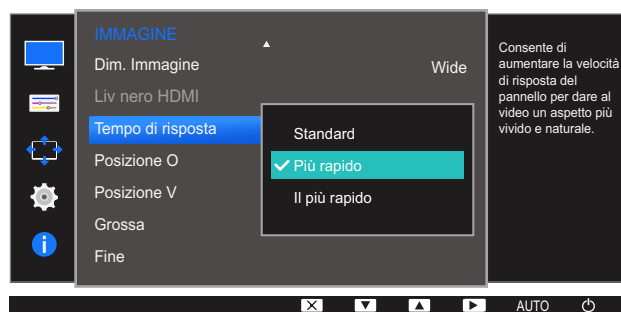 IMMAGINE
Dim. Immagine
Wide
Liv nero HDMI
Tempo di risposta
Posizione O
Posizione V
Grossa
Fine
Standard
Più rapido
Il più rapido
Consente di
aumentare la velocità
di risposta del
pannello per dare al
video un aspetto più
vivido e naturale.
AUTO